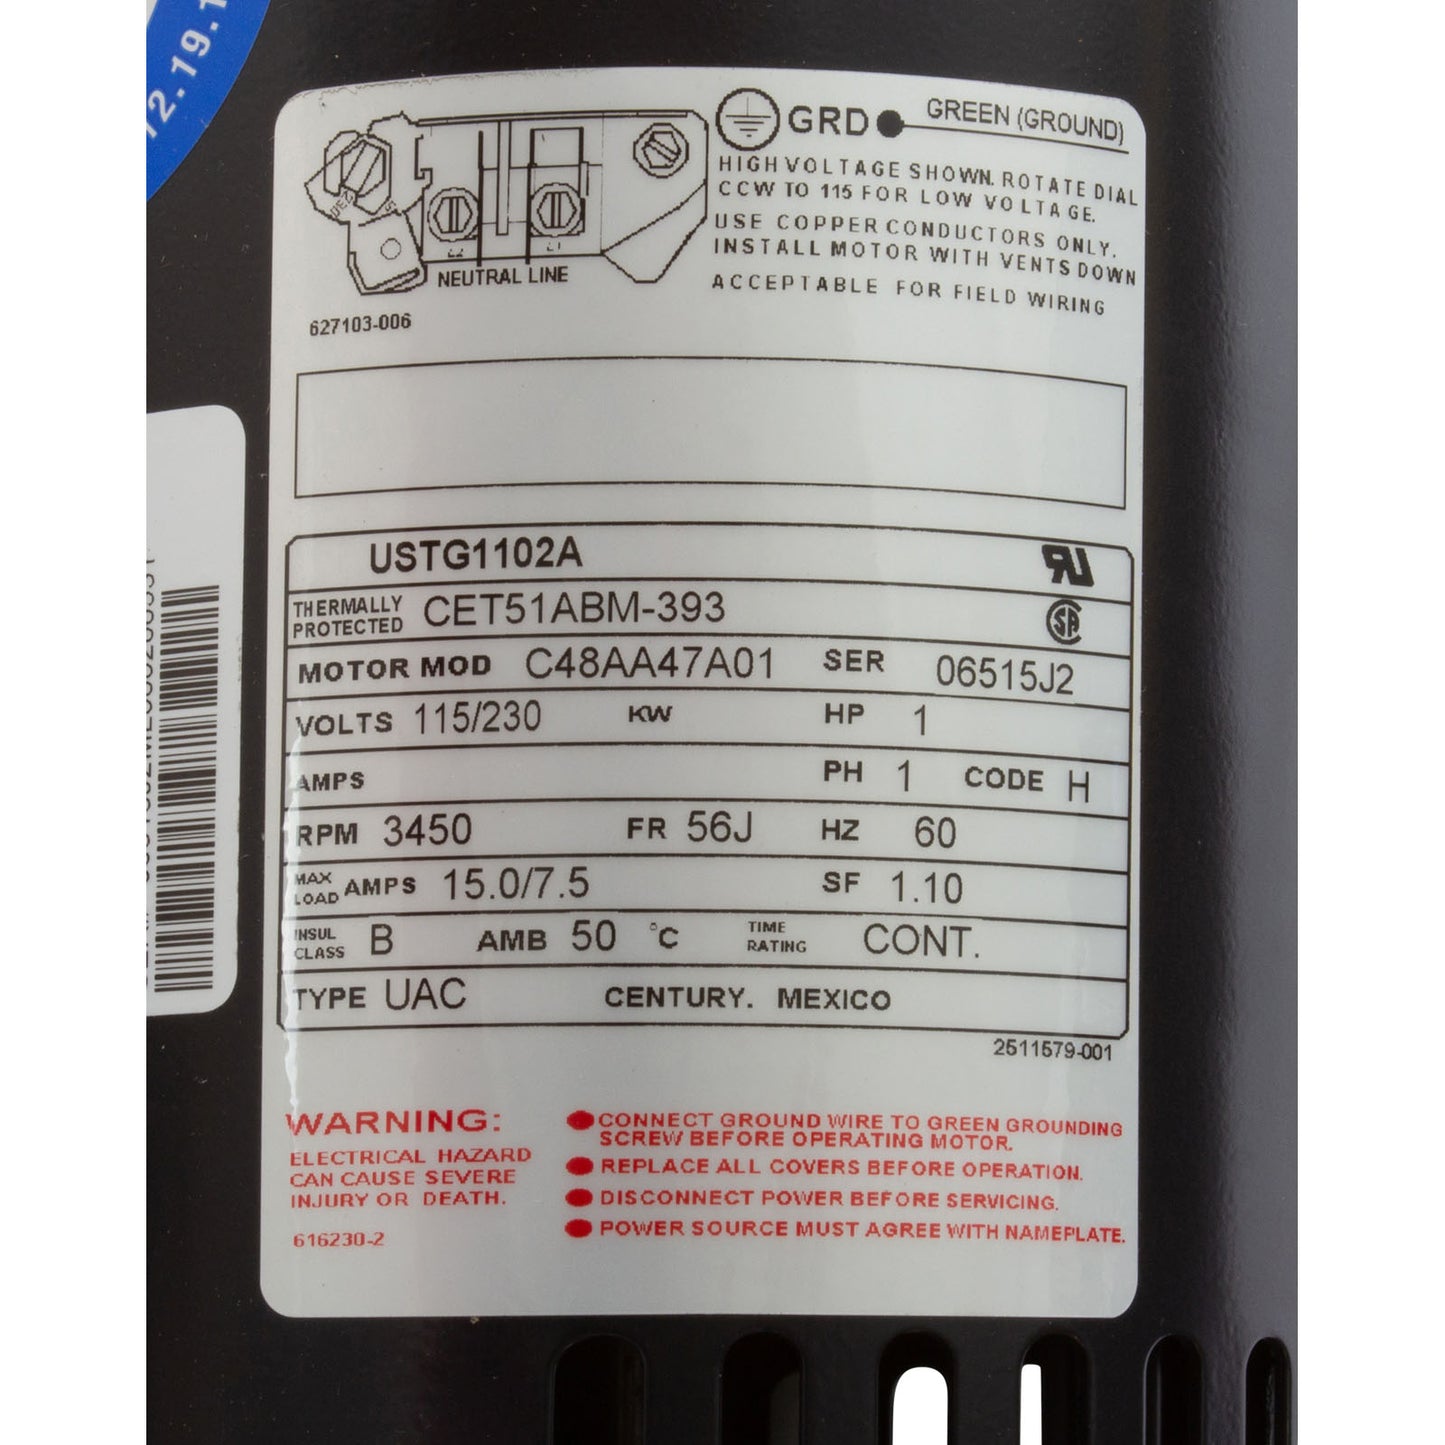 12.19.1
GRD GREEN (GROUND)
HIGH VOLTAGE SHOWN. ROTATE DIAL
CCW TO 115 FOR LOW VOLTAGE.
USE COPPER CONDUCTORS ONLY.
INSTALL MOTOR WITH VENTS DOWN
ACCEPTABLE FOR FIELD WIRING
L2 L1
NEUTRAL LINE
627103-006
USTG1102A
THERMALLY
PROTECTED CET51ABM-393
MOTOR MOD C48AA47A01 SER 06515J2
VOLTS 115/230 KW HP 1
AMPS PH 1 CODE H
RPM 3450 FR 56J HZ 60
MAX
LOAD AMPS 15.0/7.5 SF 1.10
INSUL
CLASS B AMB 50 °C TIME
RATING CONT.
TYPE UAC CENTURY. MEXICO
2511579-001
WARNING:
ELECTRICAL HAZARD
CAN CAUSE SEVERE
INJURY OR DEATH.
616230-2
CONNECT GROUND WIRE TO GREEN GROUNDING
SCREW BEFORE OPERATING MOTOR.
REPLACE ALL COVERS BEFORE OPERATION.
DISCONNECT POWER BEFORE SERVICING.
POWER SOURCE MUST AGREE WITH NAMEPLATE.